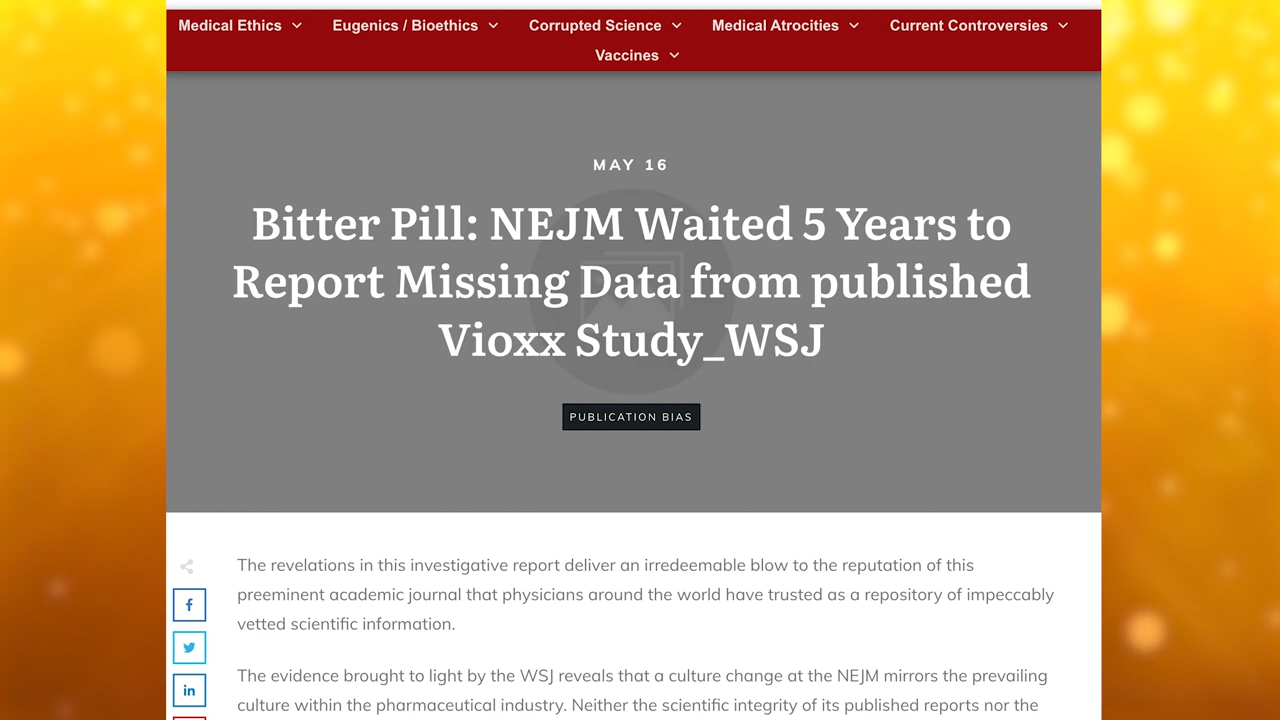 Medical Ethics Eugenics / Bioethics Corrupted Science Medical Atrocities Current Controversies
Vaccines
MAY 16
Bitter Pill: NEJM Waited 5 Years to
Report Missing Data from published
Vioxx Study_WSJ
PUBLICATION BIAS
The revelations in this investigative report deliver an irredeemable blow to the reputation of this
preeminent academic journal that physicians around the world have trusted as a repository of impeccably
vetted scientific information.
The evidence brought to light by the WSJ reveals that a culture change at the NEJM mirrors the prevailing
culture within the pharmaceutical industry. Neither the scientific integrity of its published reports nor the